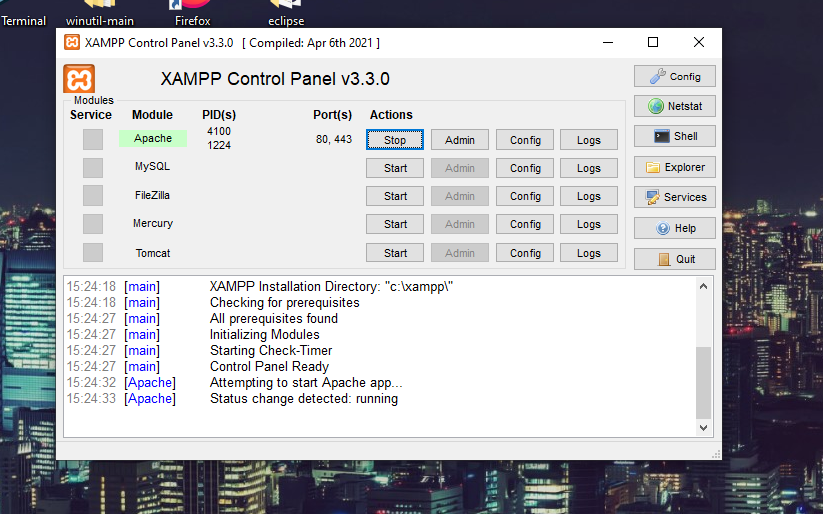 Terminal winutil-main Firefox eclipse
XAMPP Control Panel v3.3.0 [ Compiled: Apr 6th 2021 ]
XAMPP Control Panel v3.3.0
Config
Modules
Service Module PID(s) Port(s) Actions
Netstat
Apache 4100 1224 80, 443 Stop Admin Config Logs
Shell
MySQL Start Admin Config Logs
Explorer
FileZilla Start Admin Config Logs
Services
Mercury Start Admin Config Logs
Help
Tomcat Start Admin Config Logs
Quit
15:24:18 [main] XAMPP Installation Directory: "c:\xampp\"
15:24:18 [main] Checking for prerequisites
15:24:27 [main] All prerequisites found
15:24:27 [main] Initializing Modules
15:24:27 [main] Starting Check-Timer
15:24:27 [main] Control Panel Ready
15:24:32 [Apache] Attempting to start Apache app...
15:24:33 [Apache] Status change detected: running